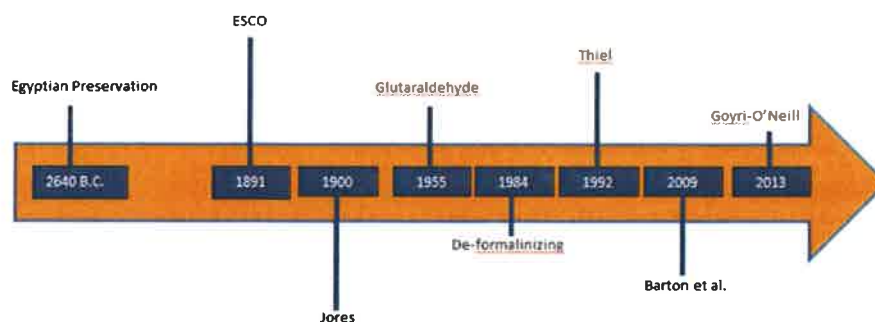 ESCO
Thiel
Egyptian Preservation
Glutaraldehyde
Goyri-O'Neill
2640 B.C.
1891
1900
1955
1984
1992
2009
2013
De-formalinizing
Barton et al.
Jores